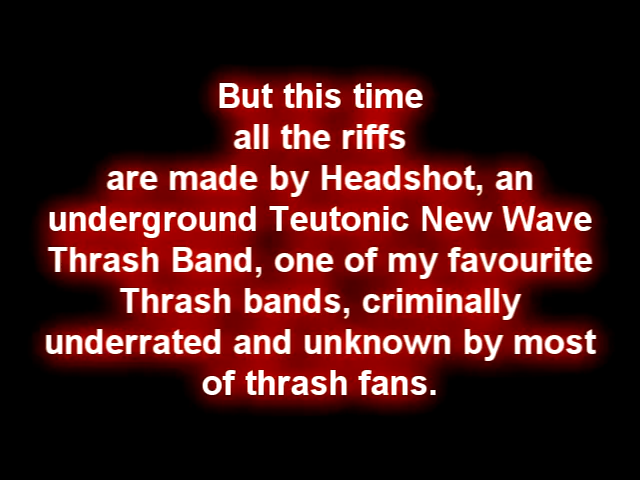 But this time
all the riffs
are made by Headshot, an
underground Teutonic New Wave
Thrash Band, one of my favourite
Thrash bands, criminally
underrated and unknown by most
of thrash fans.